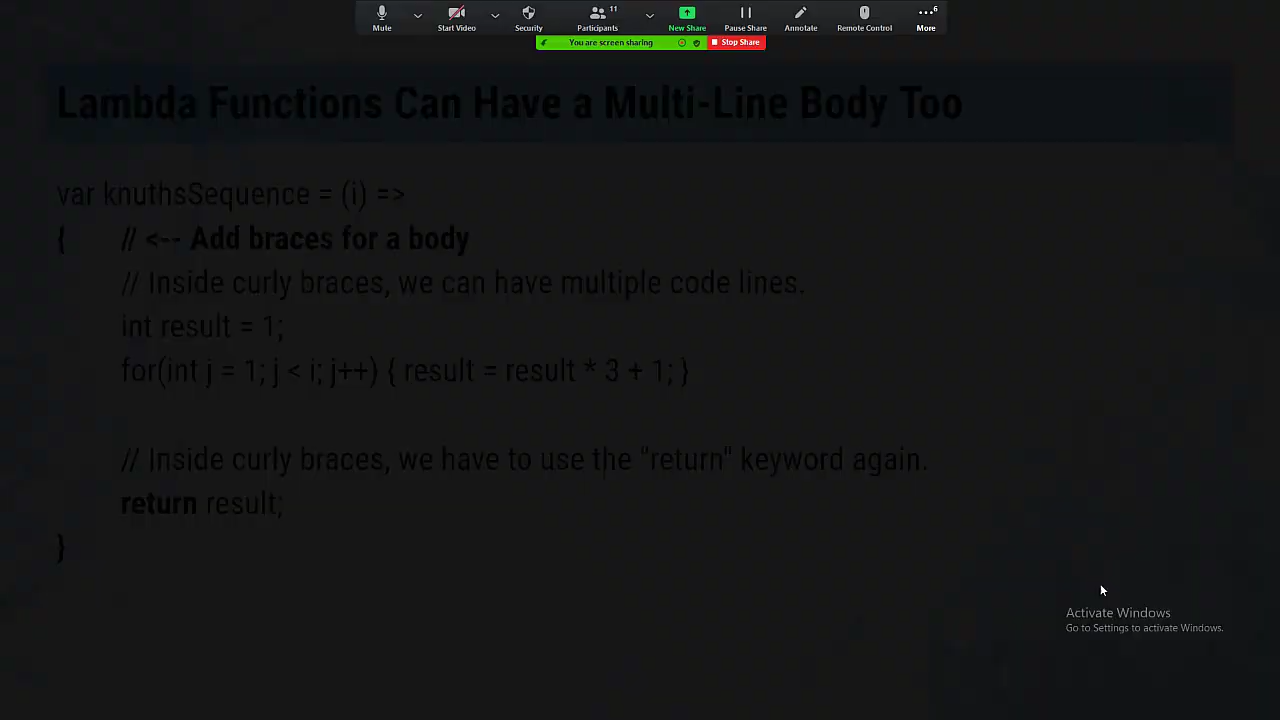 11
6
Mute
Start Video
Security
Participants
New Share
Pause Share
Annotate
Remote Control
More
You are screen sharing
Stop Share
Lambda Functions Can Have a Multi-Line Body Too
var knuthsSequence = (i) =>
{ // <-- Add braces for a body
// Inside curly braces, we can have multiple code lines.
int result = 1;
for(int j = 1; j < i; j++) { result = result * 3 + 1; }
// Inside curly braces, we have to use the "return" keyword again.
return result;
}
Activate Windows
Go to Settings to activate Windows.